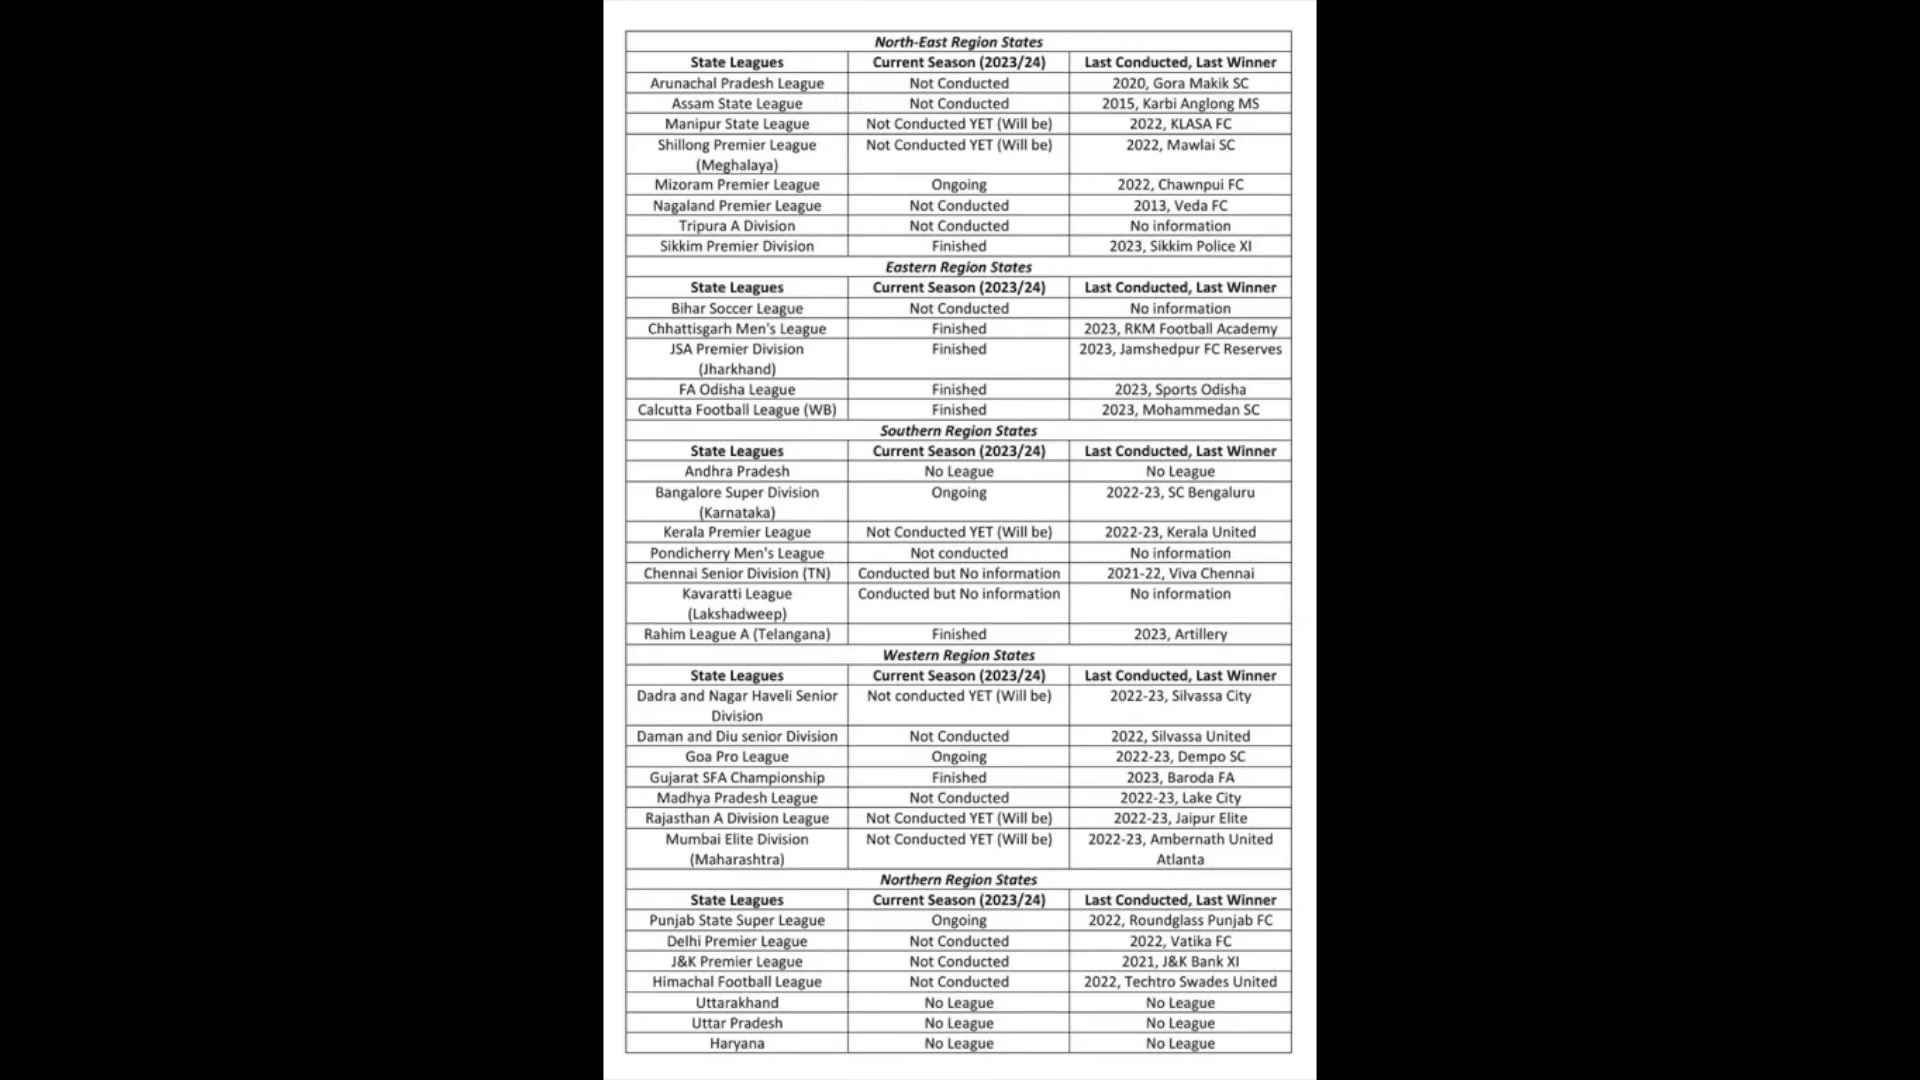 North-East Region States
State Leagues Current Season (2023/24) Last Conducted, Last Winner
Arunachal Pradesh League Not Conducted 2020, Gora Makik SC
Assam State League Not Conducted 2015, Karbi Anglong MS
Manipur State League Not Conducted YET (Will be) 2022, KLASA FC
Shillong Premier League Not Conducted YET (Will be) 2022, Mawlai SC
(Meghalaya)
Mizoram Premier League Ongoing 2022, Chawnpui FC
Nagaland Premier League Not Conducted 2013, Veda FC
Tripura A Division Not Conducted No information
Sikkim Premier Division Finished 2023, Sikkim Police XI
Eastern Region States
State Leagues Current Season (2023/24) Last Conducted, Last Winner
Bihar Soccer League Not Conducted No information
Chhattisgarh Men's League Finished 2023, RKM Football Academy
JSA Premier Division Finished 2023, Jamshedpur FC Reserves
(Jharkhand)
FA Odisha League Finished 2023, Sports Odisha
Calcutta Football League (WB) Finished 2023, Mohammedan SC
Southern Region States
State Leagues Current Season (2023/24) Last Conducted, Last Winner
Andhra Pradesh No League No League
Bangalore Super Division Ongoing 2022-23, SC Bengaluru
(Karnataka)
Kerala Premier League Not Conducted YET (Will be) 2022-23, Kerala United
Pondicherry Men's League Not conducted No information
Chennai Senior Division (TN) Conducted but No information 2021-22, Viva Chennai
Kavaratti League Conducted but No information No information
(Lakshadweep)
Rahim League A (Telangana) Finished 2023, Artillery
Western Region States
State Leagues Current Season (2023/24) Last Conducted, Last Winner
Dadra and Nagar Haveli Senior Not conducted YET (Will be) 2022-23, Silvassa City
Division
Daman and Diu senior Division Not Conducted 2022, Silvassa United
Goa Pro League Ongoing 2022-23, Dempo SC
Gujarat SFA Championship Finished 2023, Baroda FA
Madhya Pradesh League Not Conducted 2022-23, Lake City
Rajasthan A Division League Not Conducted YET (Will be) 2022-23, Jaipur Elite
Mumbai Elite Division Not Conducted YET (Will be) 2022-23, Ambernath United
(Maharashtra) Atlanta
Northern Region States
State Leagues Current Season (2023/24) Last Conducted, Last Winner
Punjab State Super League Ongoing 2022, Roundglass Punjab FC
Delhi Premier League Not Conducted 2022, Vatika FC
J&K Premier League Not Conducted 2021, J&K Bank XI
Himachal Football League Not Conducted 2022, Techtro Swades United
Uttarakhand No League No League
Uttar Pradesh No League No League
Haryana No League No League